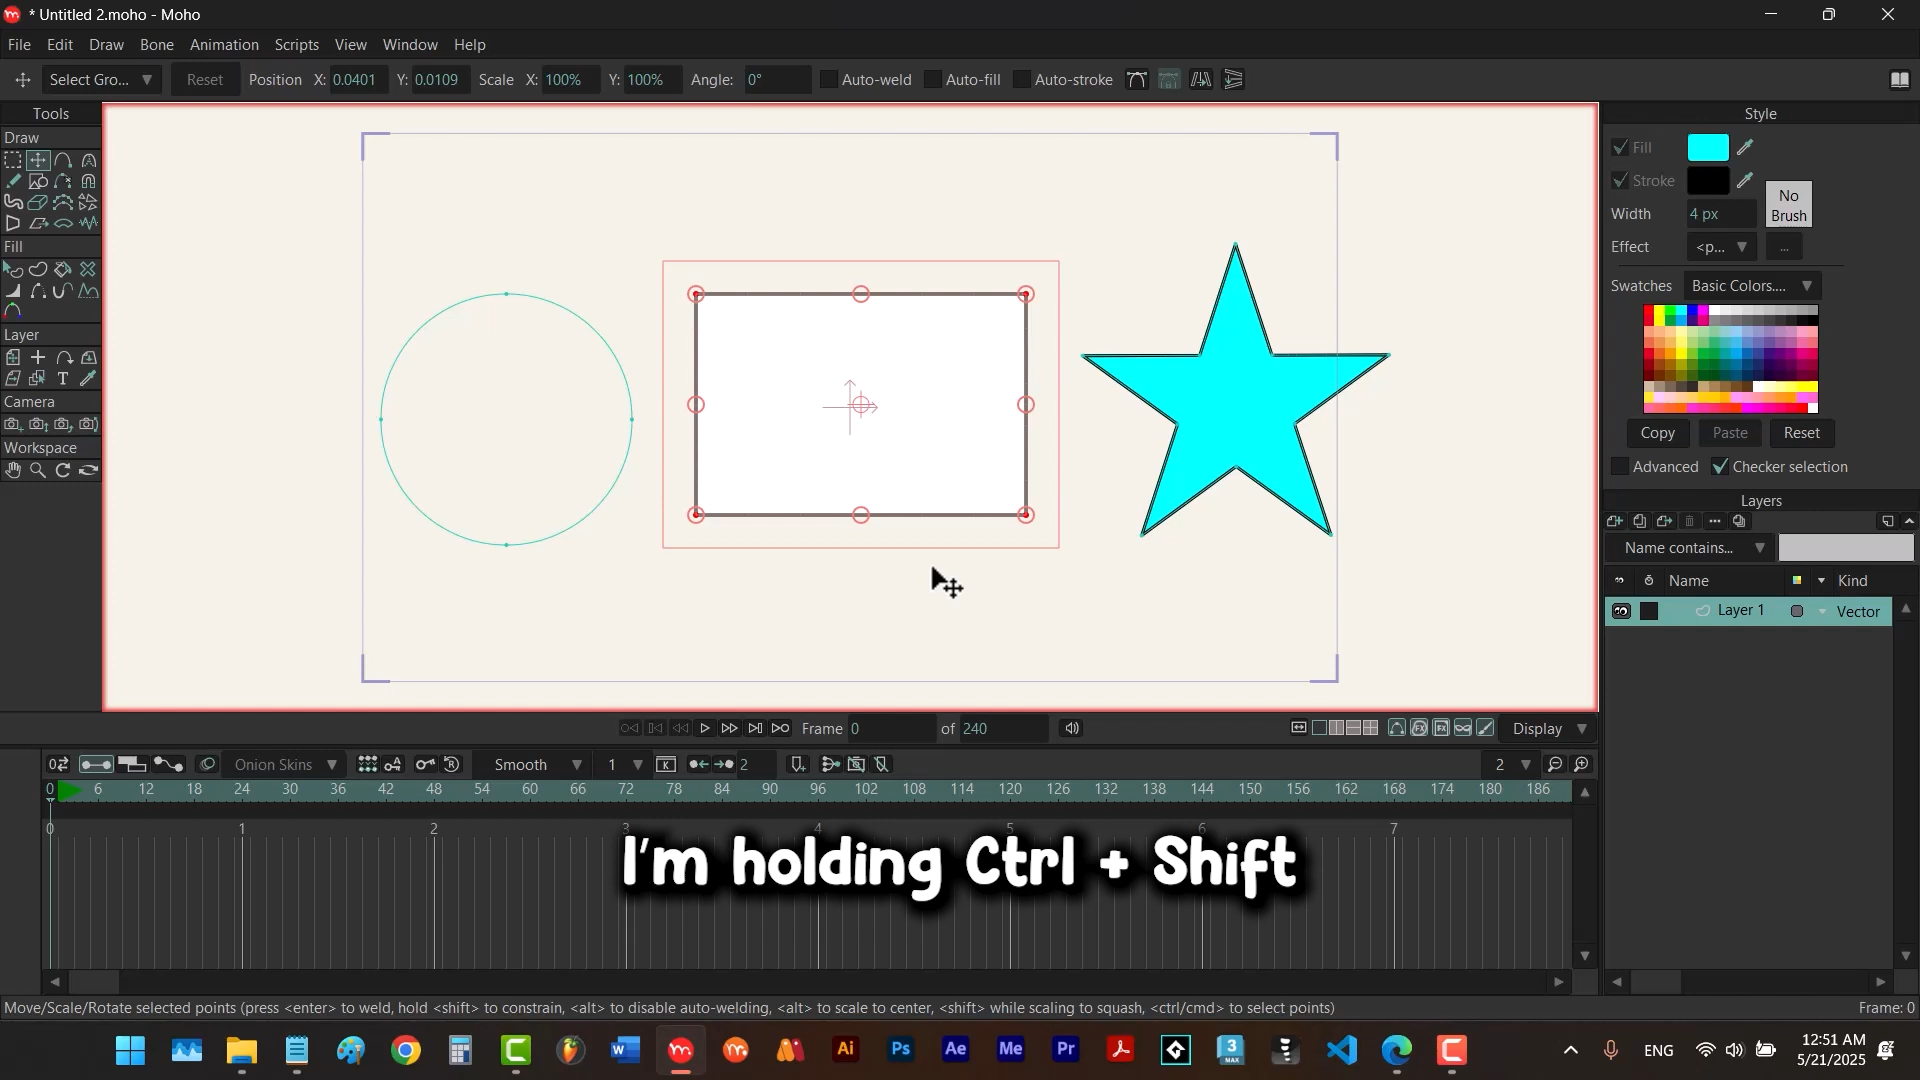 * Untitled 2.moho - Moho
File Edit Draw Bone Animation Scripts View Window Help
Select Gro... Reset Position X: 0.0401 Y: 0.0109 Scale X: 100% Y: 100% Angle: 0° Auto-weld Auto-fill Auto-stroke
Tools
Draw
Fill
Layer
Camera
Workspace
Style
Fill
Stroke
No Brush
Width 4 px
Effect <p... ...
Swatches Basic Colors....
Copy Paste Reset
Advanced Checker selection
Layers
Name contains...
Name Kind
Layer 1 Vector
Frame 0 of 240 Display
Onion Skins Smooth 1 2 2
0 6 12 18 24 30 36 42 48 54 60 66 72 78 84 90 96 102 108 114 120 126 132 138 144 150 156 162 168 174 180 186
0 1 2 3 4 5 6 7
I'm holding Ctrl + Shift
Move/Scale/Rotate selected points (press <enter> to weld, hold <shift> to constrain, <alt> to disable auto-welding, <alt> to scale to center, <shift> while scaling to squash, <ctrl/cmd> to select points) Frame: 0
Ai Ps Ae Me Pr 3 MAX ENG 12:51 AM
5/21/2025